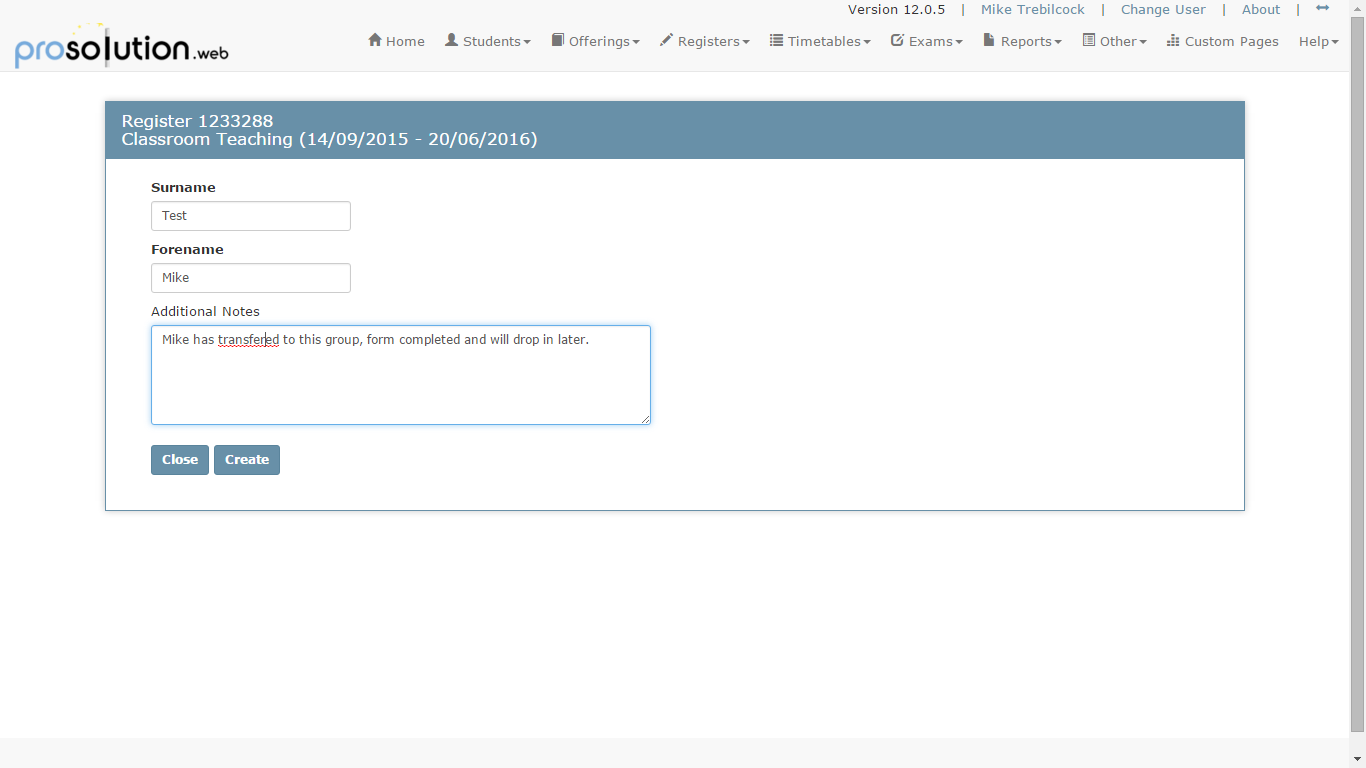 Version 12.0.5 | Mike Trebilcock | Change User | About |
prosolution.web
Home Students Offerings Registers Timetables Exams Reports Other Custom Pages Help
Register 1233288
Classroom Teaching (14/09/2015 - 20/06/2016)
Surname
Test
Forename
Mike
Additional Notes
Mike has transfered to this group, form completed and will drop in later.
Close Create